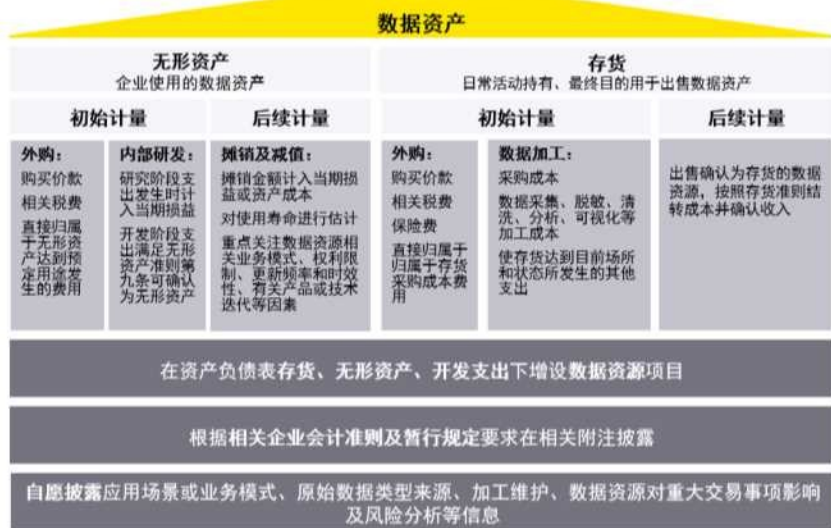 数据资产
无形资产
企业使用的数据资产
存货
日常活动持有、最终目的用于出售数据资产
初始计量
后续计量
初始计量
后续计量
外购：
购买价款
相关税费
直接归属
于无形资
产达到预
定用途发
生的费用
内部研发：
研究阶段支
出发生时计
入当期损益
开发阶段支
出满足无形
资产准则第
九条可确认
为无形资产
摊销及减值：
摊销金额计入当期损
益或资产成本
对使用寿命进行估计
重点关注数据资源相
关业务模式、权利限
制、更新频率和时效
性、有关产品或技术
迭代等因素
外购：
购买价款
相关税费
保险费
直接归属于
归属于存货
采购成本费
用
数据加工：
采购成本
数据采集、脱敏、清
洗、分析、可视化等
加工成本
使存货达到目前场所
和状态所发生的其他
支出
出售确认为存货的数据
资源，按照存货准则结
转成本并确认收入
在资产负债表存货、无形资产、开发支出下增设数据资源项目
根据相关企业会计准则及暂行规定要求在相关附注披露
自愿披露应用场景或业务模式、原始数据类型来源、加工维护、数据资源对重大交易事项影响
及风险分析等信息